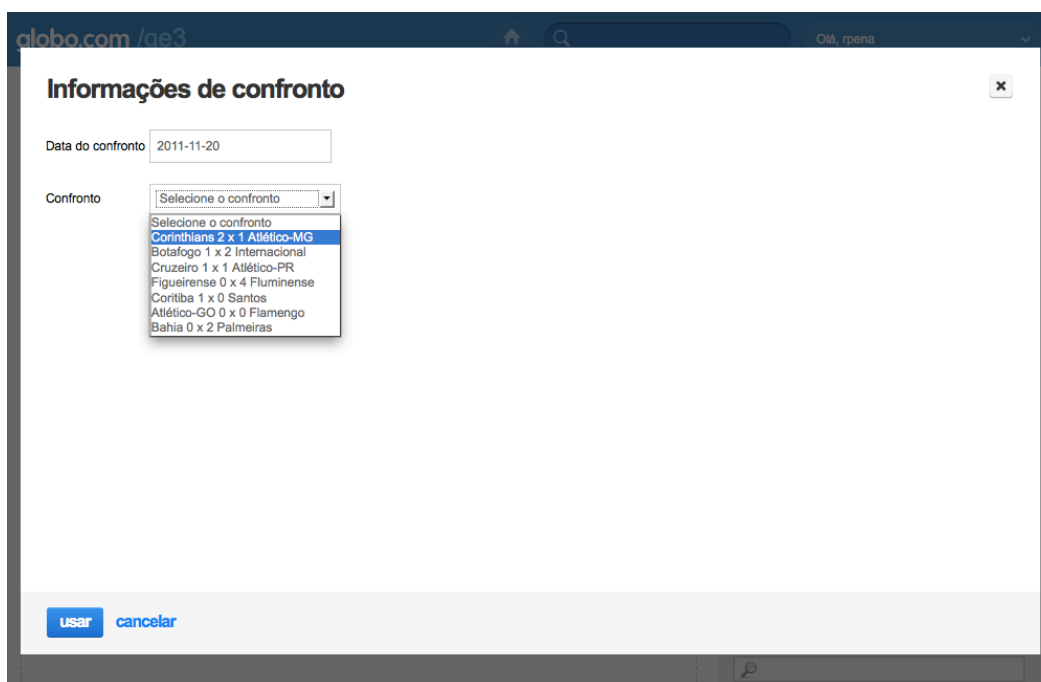 globo.com /ge3
Olá, rpena
Informações de confronto
Data do confronto 2011-11-20
Confronto Selecione o confronto
Selecione o confronto
Corinthians 2 x 1 Atlético-MG
Botafogo 1 x 2 Internacional
Cruzeiro 1 x 1 Atlético-PR
Figueirense 0 x 4 Fluminense
Coritiba 1 x 0 Santos
Atlético-GO 0 x 0 Flamengo
Bahia 0 x 2 Palmeiras
usar cancelar